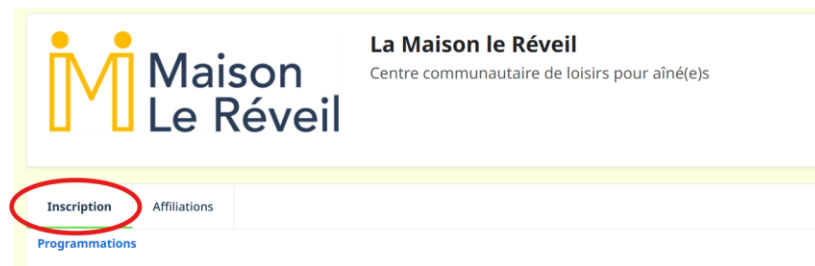 Maison
Le Réveil
La Maison le Réveil
Centre communautaire de loisirs pour aîné(e)s
Inscription Affiliations
Programmations